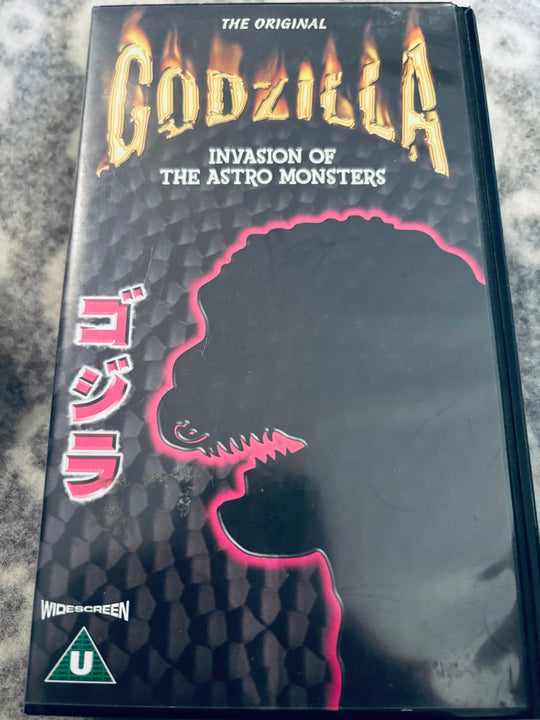 THE ORIGINAL
GODZILLA
INVASION OF
THE ASTRO MONSTERS
ゴジラ
WIDESCREEN
U